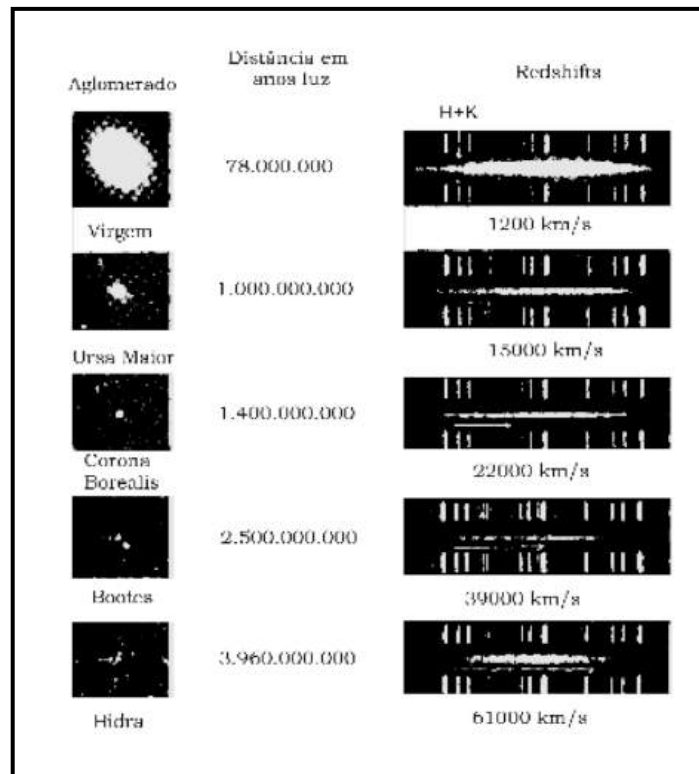 Distância em
anos luz
Aglomerado
Redshifts
H+K
78.000.000
1200 km/s
Virgem
1.000.000.000
15000 km/s
Ursa Maior
1.400.000.000
22000 km/s
Corona
Borealis
2.500.000.000
39000 km/s
Bootes
3.960.000.000
61000 km/s
Hidra